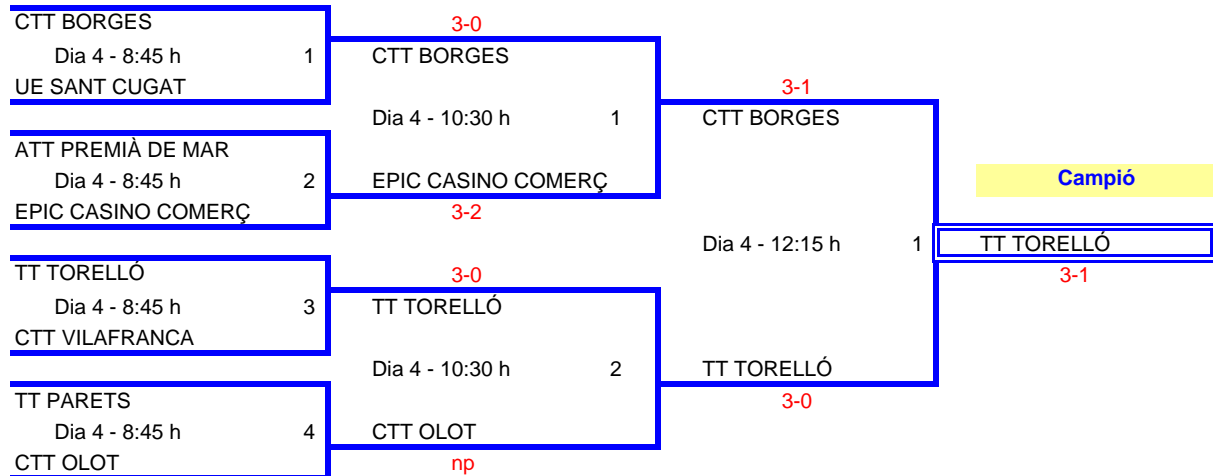 CTT BORGES
Dia 4 - 8:45 h 1
UE SANT CUGAT
ATT PREMIÀ DE MAR
Dia 4 - 8:45 h 2
EPIC CASINO COMERÇ
TT TORELLÓ
Dia 4 - 8:45 h 3
CTT VILAFRANCA
TT PARETS
Dia 4 - 8:45 h 4
CTT OLOT
3-0
CTT BORGES
Dia 4 - 10:30 h 1
EPIC CASINO COMERÇ
3-2
3-0
TT TORELLÓ
Dia 4 - 10:30 h 2
CTT OLOT
np
3-1
CTT BORGES
Dia 4 - 12:15 h 1
TT TORELLÓ
3-0
Campió
TT TORELLÓ
3-1